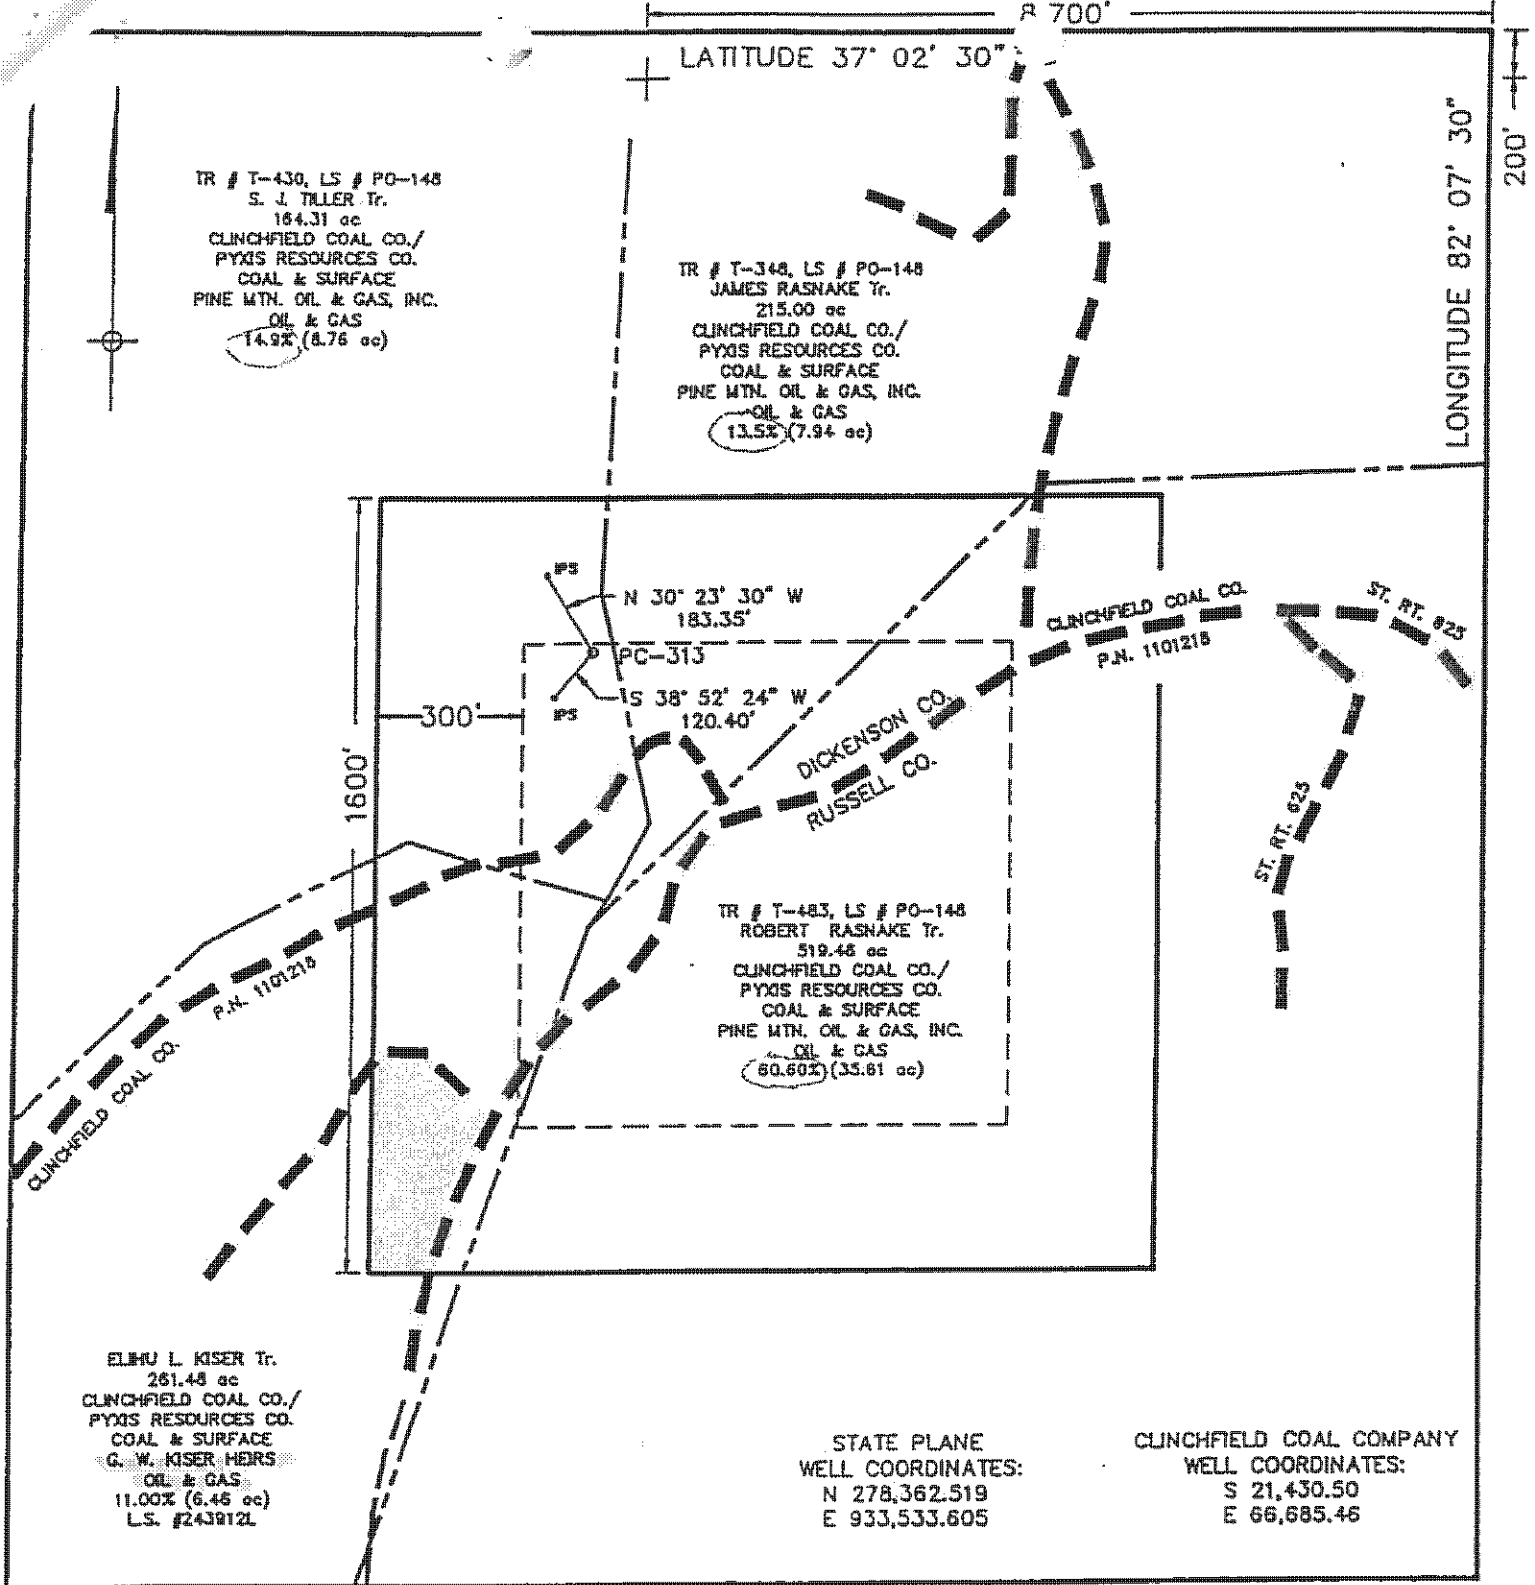 8 700'
LATITUDE 37° 02' 30"
LONGITUDE 82° 07' 30"
200'
TR # T-430, LS # PO-148
S. J. TILLER Tr.
164.31 ac
CLINCHFIELD COAL CO./
PYXIS RESOURCES CO.
COAL & SURFACE
PINE MTN. OIL & GAS, INC.
OIL & GAS
14.9% (8.76 ac)
TR # T-348, LS # PO-148
JAMES RASNAKE Tr.
215.00 ac
CLINCHFIELD COAL CO./
PYXIS RESOURCES CO.
COAL & SURFACE
PINE MTN. OIL & GAS, INC.
OIL & GAS
13.5% (7.94 ac)
IPS
N 30° 23' 30" W
183.35'
PC-313
S 38° 52' 24" W
120.40'
IPS
300'
1600'
CLINCHFIELD COAL CO.
P.N. 1101218
ST. RT. 625
DICKENSON CO.
RUSSELL CO.
ST. RT. 625
TR # T-483, LS # PO-148
ROBERT RASNAKE Tr.
519.48 ac
CLINCHFIELD COAL CO./
PYXIS RESOURCES CO.
COAL & SURFACE
PINE MTN. OIL & GAS, INC.
OIL & GAS
60.60% (35.61 ac)
P.N. 1101218
CLINCHFIELD COAL CO.
ELIHU L. KISER Tr.
261.48 ac
CLINCHFIELD COAL CO./
PYXIS RESOURCES CO.
COAL & SURFACE
G. W. KISER HEIRS
OIL & GAS
11.00% (6.46 ac)
L.S. #243912L
STATE PLANE
WELL COORDINATES:
N 278,362.519
E 933,533.605
CLINCHFIELD COAL COMPANY
WELL COORDINATES:
S 21,430.50
E 66,685.46